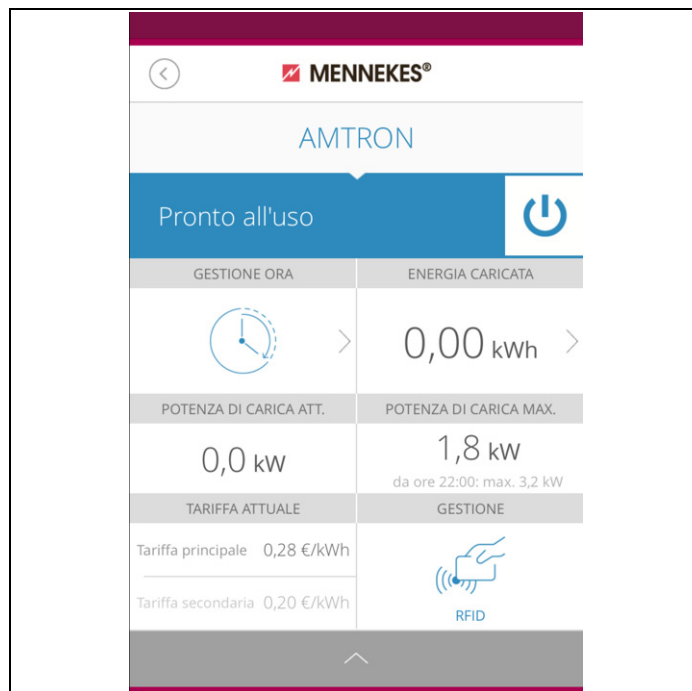 MENNEKES®
AMTRON
Pronto all'uso
GESTIONE ORA
ENERGIA CARICATA
0,00 kWh
POTENZA DI CARICA ATT.
POTENZA DI CARICA MAX.
0,0 kW
1,8 kW
da ore 22:00: max. 3,2 kW
TARIFFA ATTUALE
GESTIONE
Tariffa principale 0,28 €/kWh
Tariffa secondaria 0,20 €/kWh
RFID